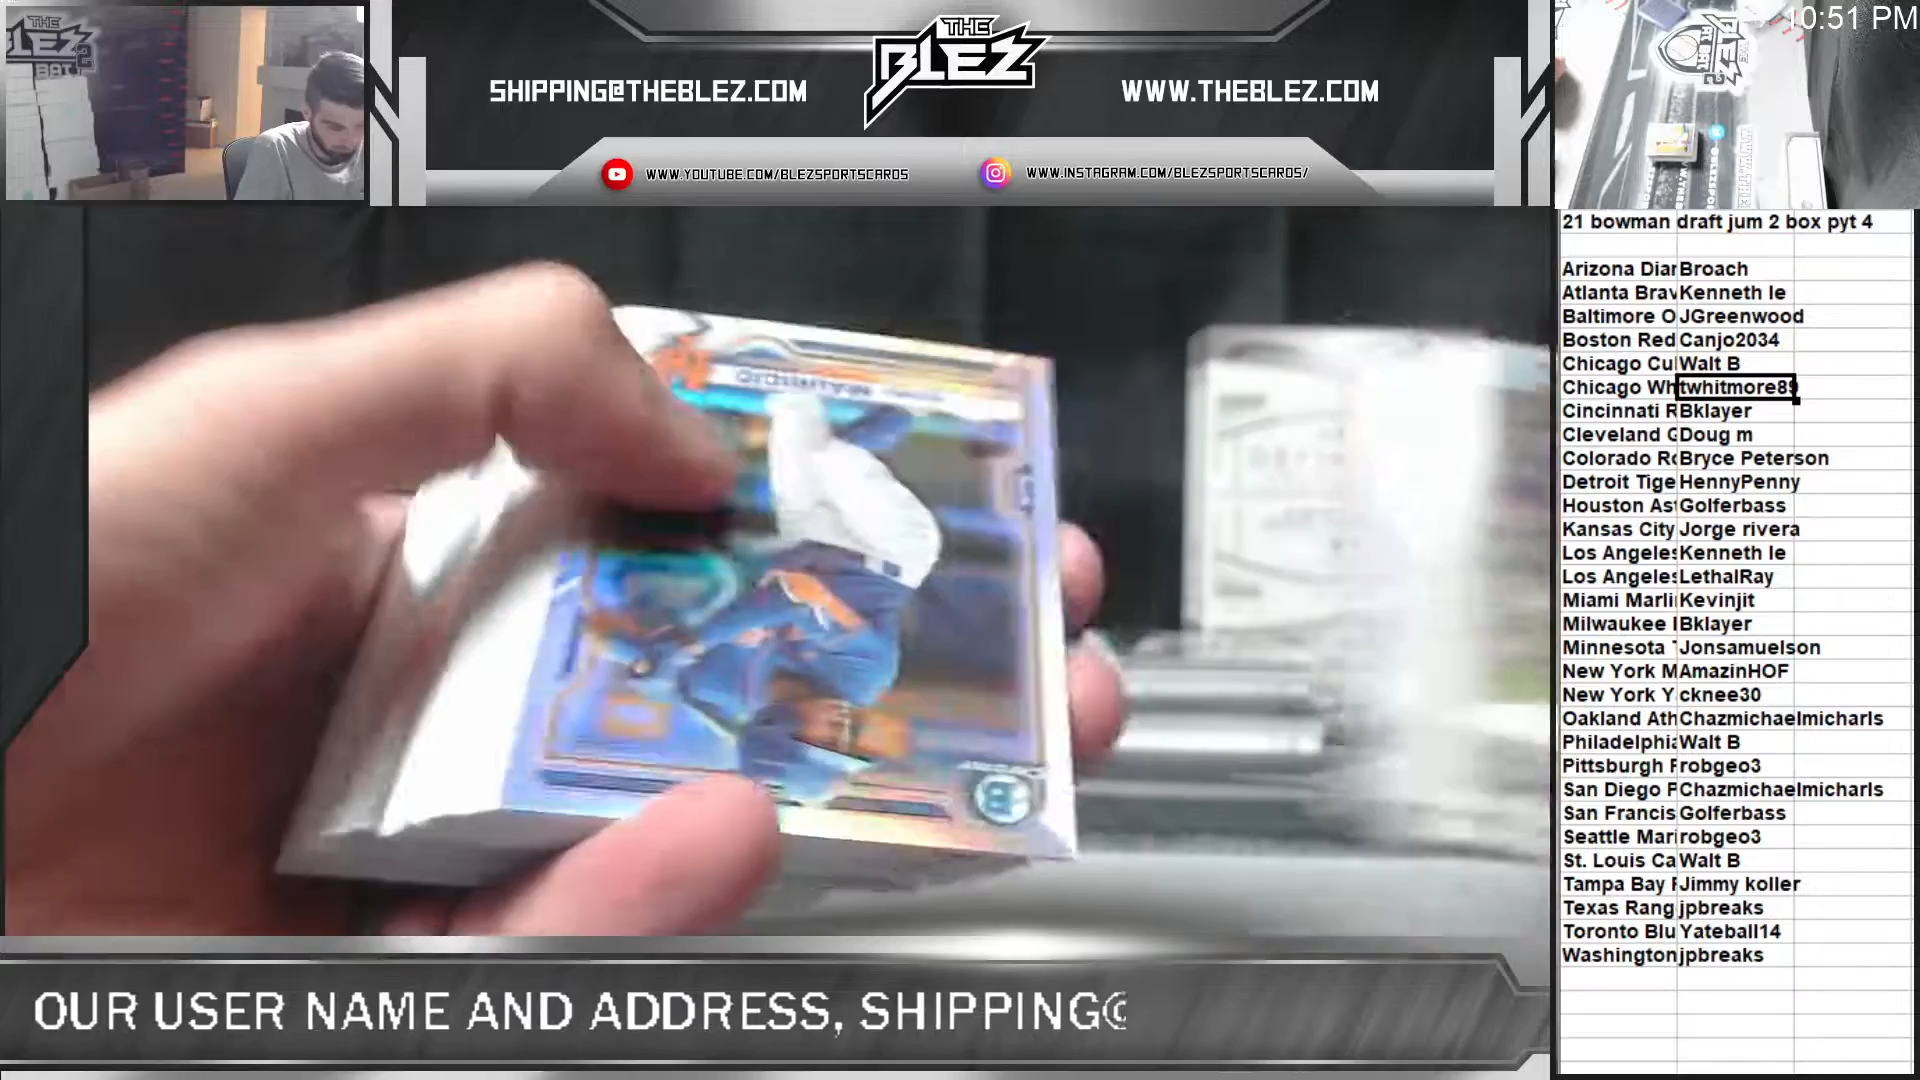 THE
BLEZ
SHIPPING@THEBLEZ.COM
WWW.THEBLEZ.COM
WWW.YOUTUBE.COM/BLEZSPORTSCARDS
WWW.INSTAGRAM.COM/BLEZSPORTSCARDS/
10:51 PM
21 bowman draft jum 2 box pyt 4
Arizona Diar Broach
Atlanta Brav Kenneth le
Baltimore O JGreenwood
Boston Red Canjo2034
Chicago Cu Walt B
Chicago Wh twhitmore89
Cincinnati R Bklayer
Cleveland G Doug m
Colorado Ro Bryce Peterson
Detroit Tige HennyPenny
Houston Ast Golferbass
Kansas City Jorge rivera
Los Angeles Kenneth le
Los Angeles LethalRay
Miami Marli Kevinjit
Milwaukee Bklayer
Minnesota Jonsamuelson
New York M AmazinHOF
New York Y cknee30
Oakland Ath Chazmichaelmicharls
Philadelphia Walt B
Pittsburgh P robgeo3
San Diego P Chazmichaelmicharls
San Francis Golferbass
Seattle Mari robgeo3
St. Louis Ca Walt B
Tampa Bay Jimmy koller
Texas Rang jpbreaks
Toronto Blu Yateball14
Washington jpbreaks
OUR USER NAME AND ADDRESS, SHIPPING@